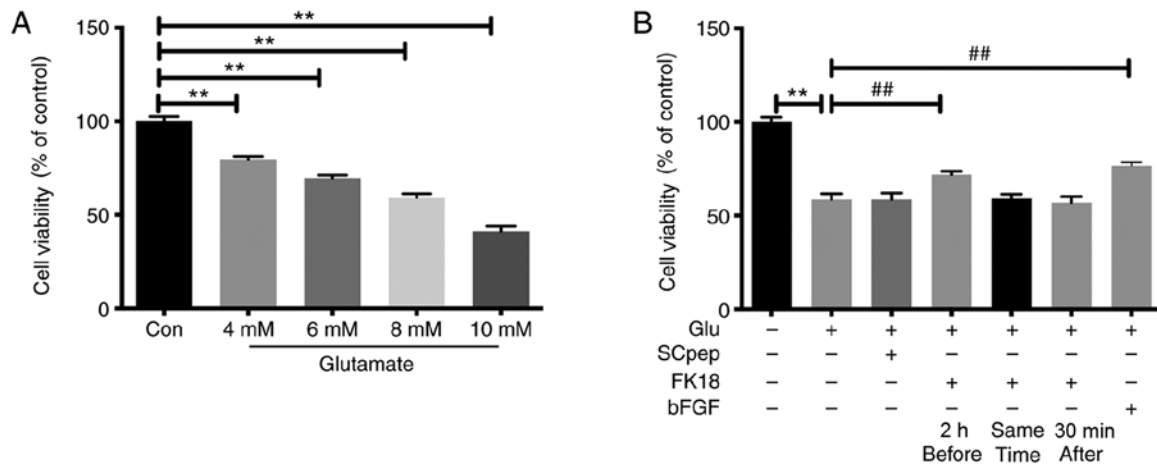 A
Cell viability (% of control)
150
100
50
0
**
**
**
**
Con
4 mM
6 mM
8 mM
10 mM
Glutamate
B
Cell viability (% of control)
150
100
50
0
##
**
##
Glu – + + + + + +
SCpep – – + – – – –
FK18 – – – + + + –
bFGF – – – – – – +
2 h Same 30 min
Before Time After